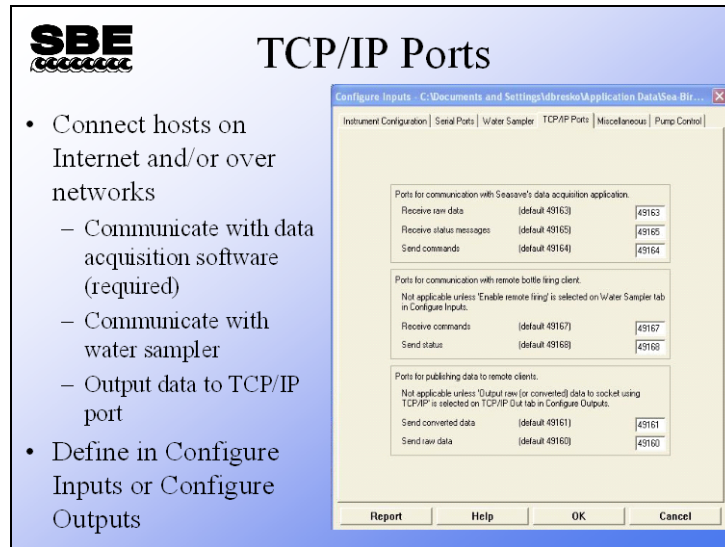 SBE
TCP/IP Ports
• Connect hosts on
Internet and/or over
networks
– Communicate with data
acquisition software
(required)
– Communicate with
water sampler
– Output data to TCP/IP
port
• Define in Configure
Inputs or Configure
Outputs
Configure Inputs - C:\Documents and Settings\dbresko\Application Data\Sea-Bir...
Instrument Configuration | Serial Ports | Water Sampler | TCP/IP Ports | Miscellaneous | Pump Control
Ports for communication with Seasave's data acquisition application.
Receive raw data (default 49163) 49163
Receive status messages (default 49165) 49165
Send commands (default 49164) 49164
Ports for communication with remote bottle firing client.
Not applicable unless 'Enable remote firing' is selected on Water Sampler tab
in Configure Inputs.
Receive commands (default 49167) 49167
Send status (default 49168) 49168
Ports for publishing data to remote clients.
Not applicable unless 'Output raw (or converted) data to socket using
TCP/IP' is selected on TCP/IP Out tab in Configure Outputs.
Send converted data (default 49161) 49161
Send raw data (default 49160) 49160
Report Help OK Cancel